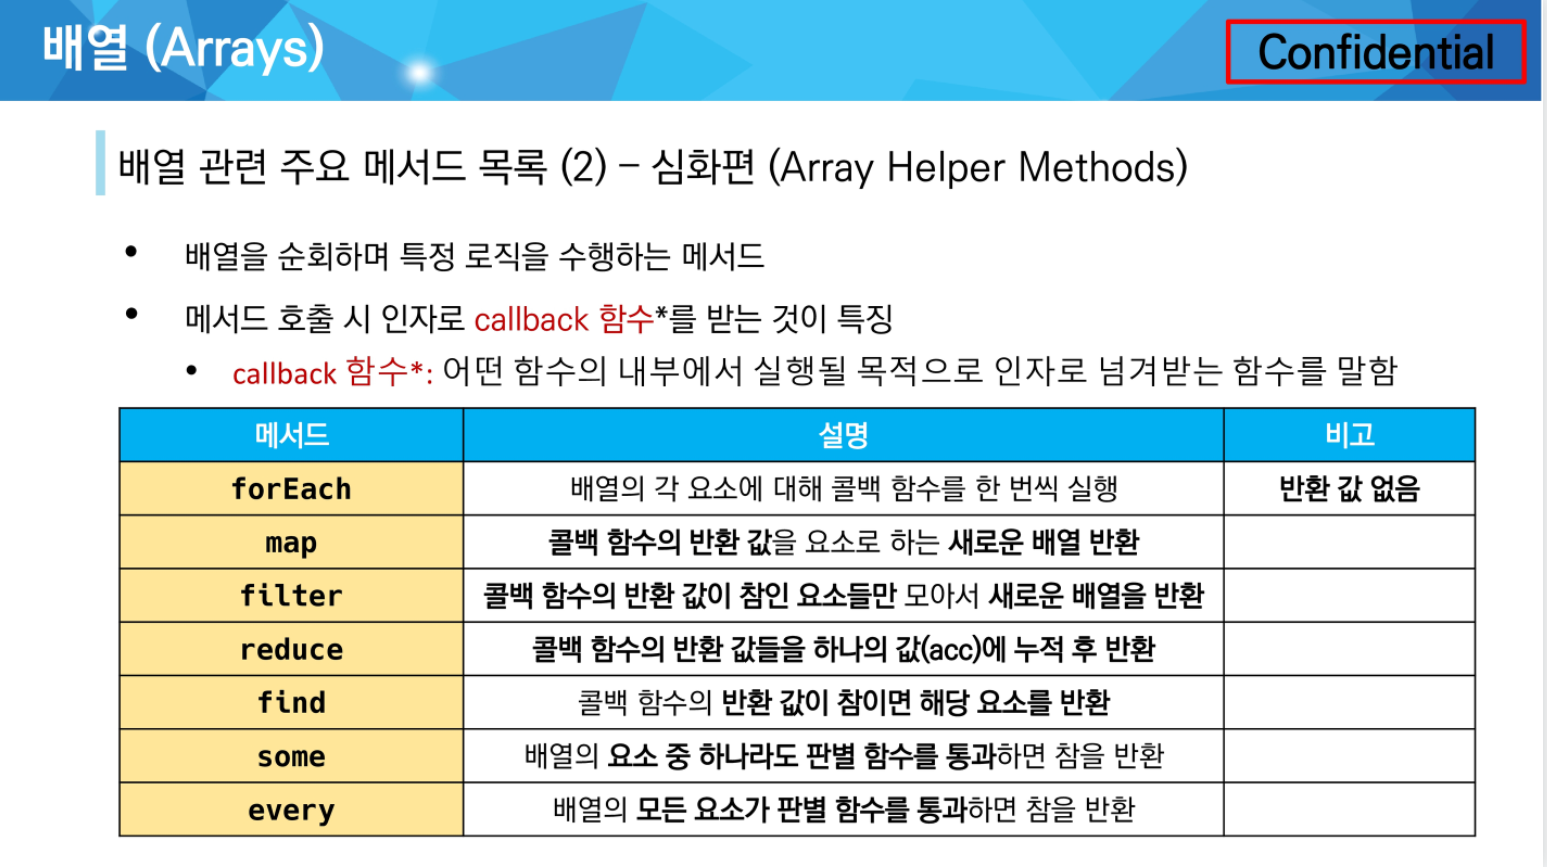 배열 (Arrays)
Confidential
배열 관련 주요 메서드 목록 (2) – 심화편 (Array Helper Methods)
• 배열을 순회하며 특정 로직을 수행하는 메서드
• 메서드 호출 시 인자로 callback 함수*를 받는 것이 특징
• callback 함수*: 어떤 함수의 내부에서 실행될 목적으로 인자로 넘겨받는 함수를 말함
메서드 설명 비고
forEach 배열의 각 요소에 대해 콜백 함수를 한 번씩 실행 반환 값 없음
map 콜백 함수의 반환 값을 요소로 하는 새로운 배열 반환
filter 콜백 함수의 반환 값이 참인 요소들만 모아서 새로운 배열을 반환
reduce 콜백 함수의 반환 값들을 하나의 값(acc)에 누적 후 반환
find 콜백 함수의 반환 값이 참이면 해당 요소를 반환
some 배열의 요소 중 하나라도 판별 함수를 통과하면 참을 반환
every 배열의 모든 요소가 판별 함수를 통과하면 참을 반환